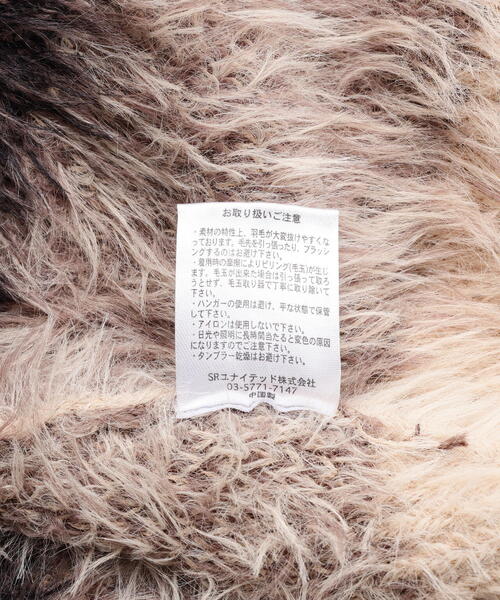 お取り扱いご注意
・素材の特性上、羽毛が大変抜けやすくな
っております。毛先を引っ張ったり、ブラッシ
ングするのはお避け下さい。
・着用時の摩擦によりピリング(毛玉)が生じ
ます。毛玉が出来た場合は引っ張って取ろ
うとせず、毛玉取り器で丁寧に取り除いて
下さい。
・ハンガーの使用は避け、平な状態で保管
して下さい。
・アイロンは使用しないで下さい。
・日光や照明に長時間当たると変色の原因
になりますのでご注意下さい。
・タンブラー乾燥はお避け下さい。
SRユナイテッド株式会社
03-5771-7147
中国製